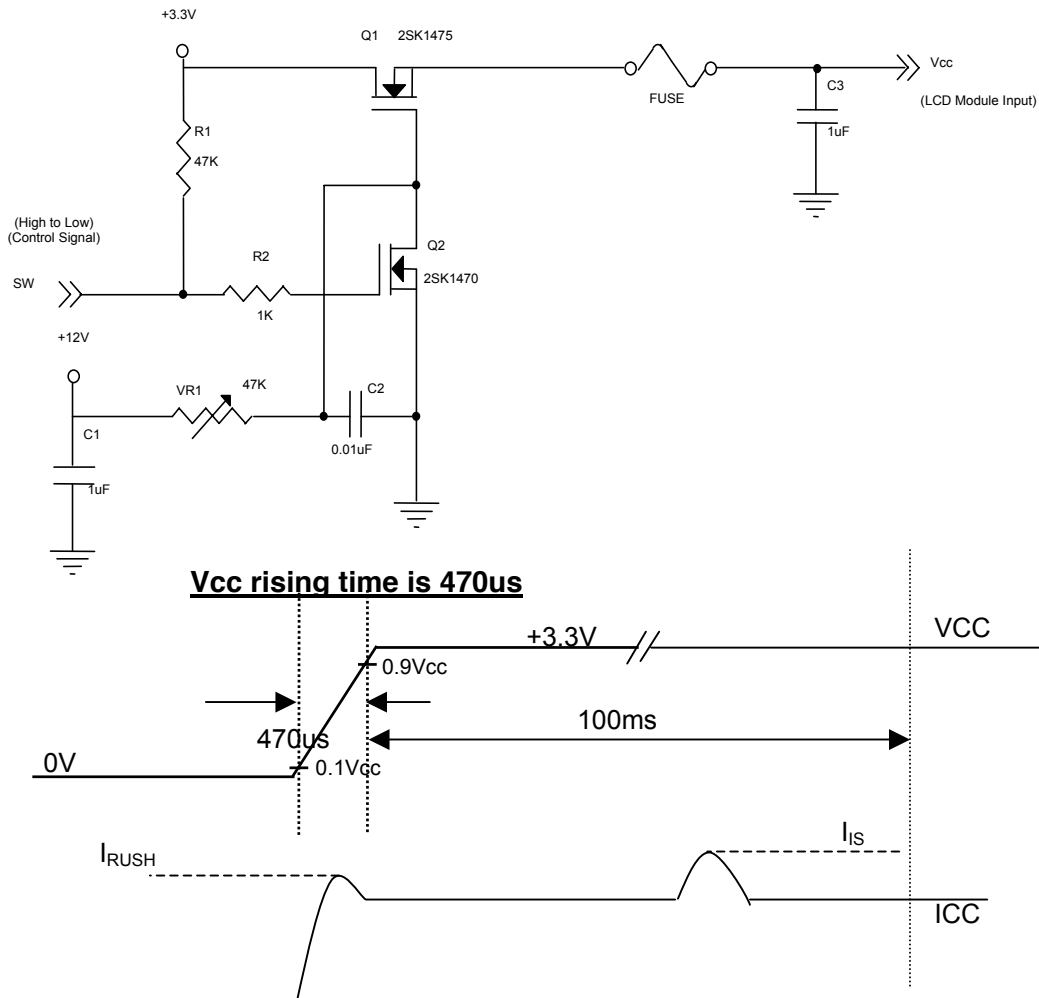 +3.3V
Q1 2SK1475
Vcc
FUSE
C3
(LCD Module Input)
R1
1uF
47K
(High to Low)
(Control Signal)
Q2
R2
SW
2SK1470
1K
+12V
VR1
47K
C2
C1
0.01uF
1uF
Vcc rising time is 470us
+3.3V
VCC
0.9Vcc
100ms
470us
0V
0.1Vcc
IIS
IRUSH
ICC